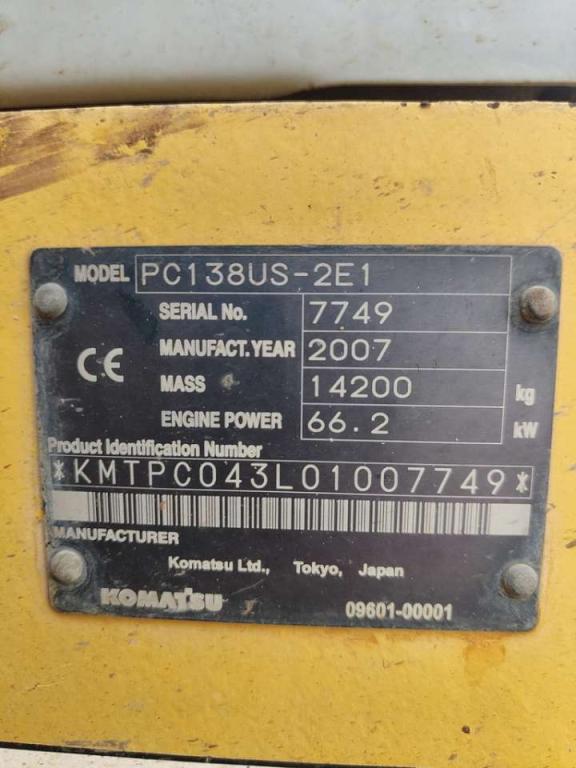 MODEL PC138US-2E1
SERIAL No. 7749
MANUFACT.YEAR 2007
CE
MASS 14200 kg
ENGINE POWER 66.2 kW
Product Identification Number
*KMTPC043L01007749*
MANUFACTURER
Komatsu Ltd., Tokyo, Japan
KOMATSU 09601-00001